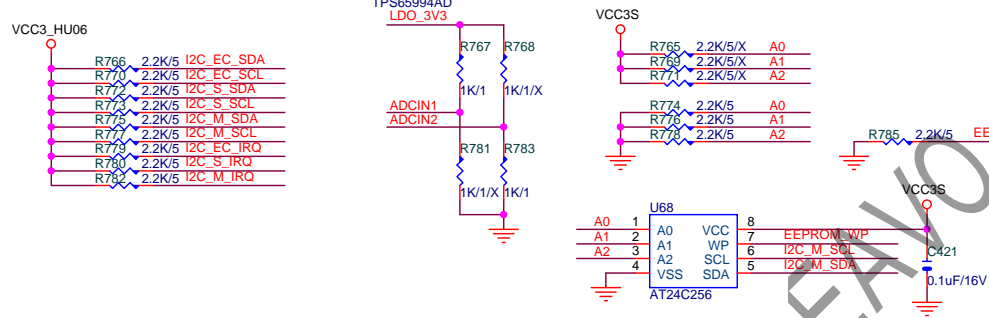 TPS65994AD
LDO_3V3
VCC3_HU06
R766 2.2K/5 I2C_EC_SDA
R770 2.2K/5 I2C_EC_SCL
R772 2.2K/5 I2C_S_SDA
R773 2.2K/5 I2C_S_SCL
R775 2.2K/5 I2C_M_SDA
R777 2.2K/5 I2C_M_SCL
R779 2.2K/5 I2C_EC_IRQ
R780 2.2K/5 I2C_S_IRQ
R782 2.2K/5 I2C_M_IRQ
R767 R768
1K/1 1K/1/X
ADCIN1
ADCIN2
R781 R783
1K/1/X 1K/1
VCC3S
R765 2.2K/5/X A0
R769 2.2K/5/X A1
R771 2.2K/5/X A2
R774 2.2K/5 A0
R776 2.2K/5 A1
R778 2.2K/5 A2
R785 2.2K/5 EE
VCC3S
U68
A0 1 A0 VCC 8
A1 2 A1 WP 7 EEPROM_WP
A2 3 A2 SCL 6 I2C_M_SCL
4 VSS SDA 5 I2C_M_SDA
AT24C256
C421
0.1uF/16V